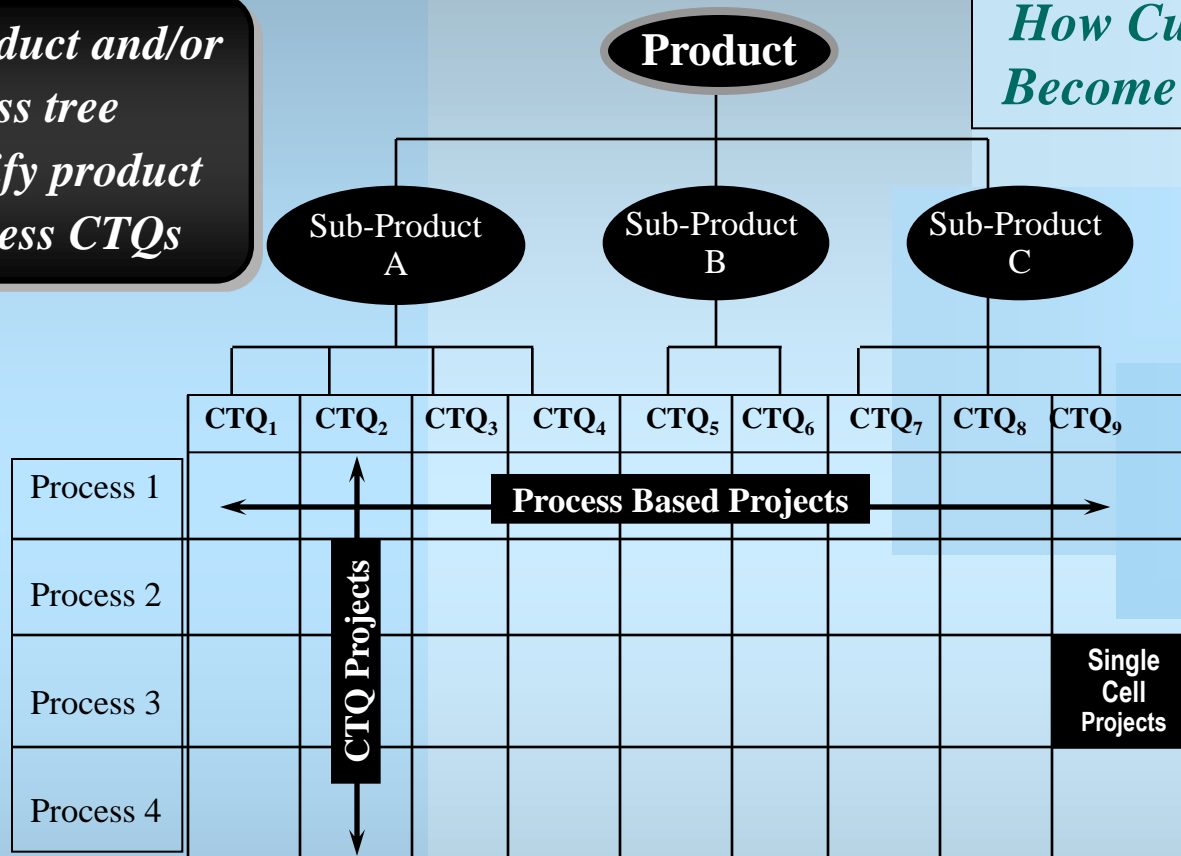 duct and/or
ss tree
fy product
ess CTQs
Product
How Cu
Become
Sub-Product
A
Sub-Product
B
Sub-Product
C
CTQ₁ CTQ₂ CTQ₃ CTQ₄ CTQ₅ CTQ₆ CTQ₇ CTQ₈ CTQ₉
Process 1
Process Based Projects
Process 2
CTQ Projects
Process 3
Single
Cell
Projects
Process 4